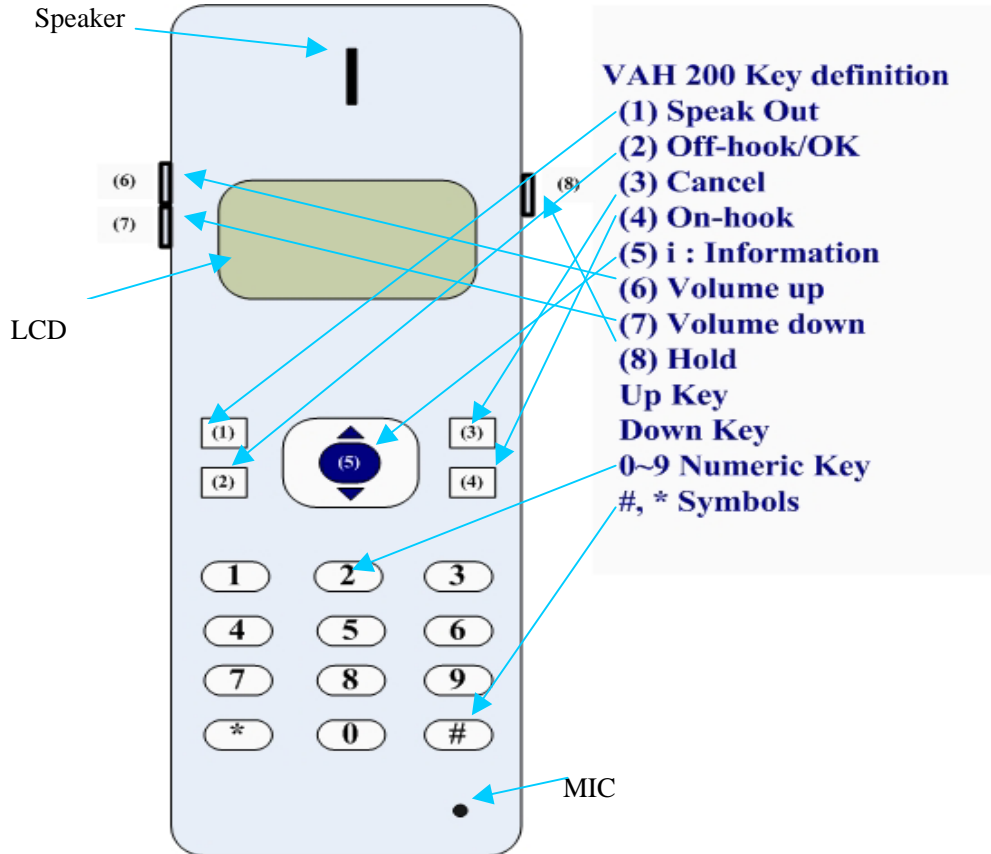 Speaker
VAH 200 Key definition
(1) Speak Out
(2) Off-hook/OK
(3) Cancel
(4) On-hook
(5) i : Information
(6) Volume up
(7) Volume down
(8) Hold
Up Key
Down Key
0~9 Numeric Key
#, * Symbols
(6)
(8)
(7)
LCD
(1)
(3)
(5)
(2)
(4)
1 2 3
4 5 6
7 8 9
* 0 #
MIC